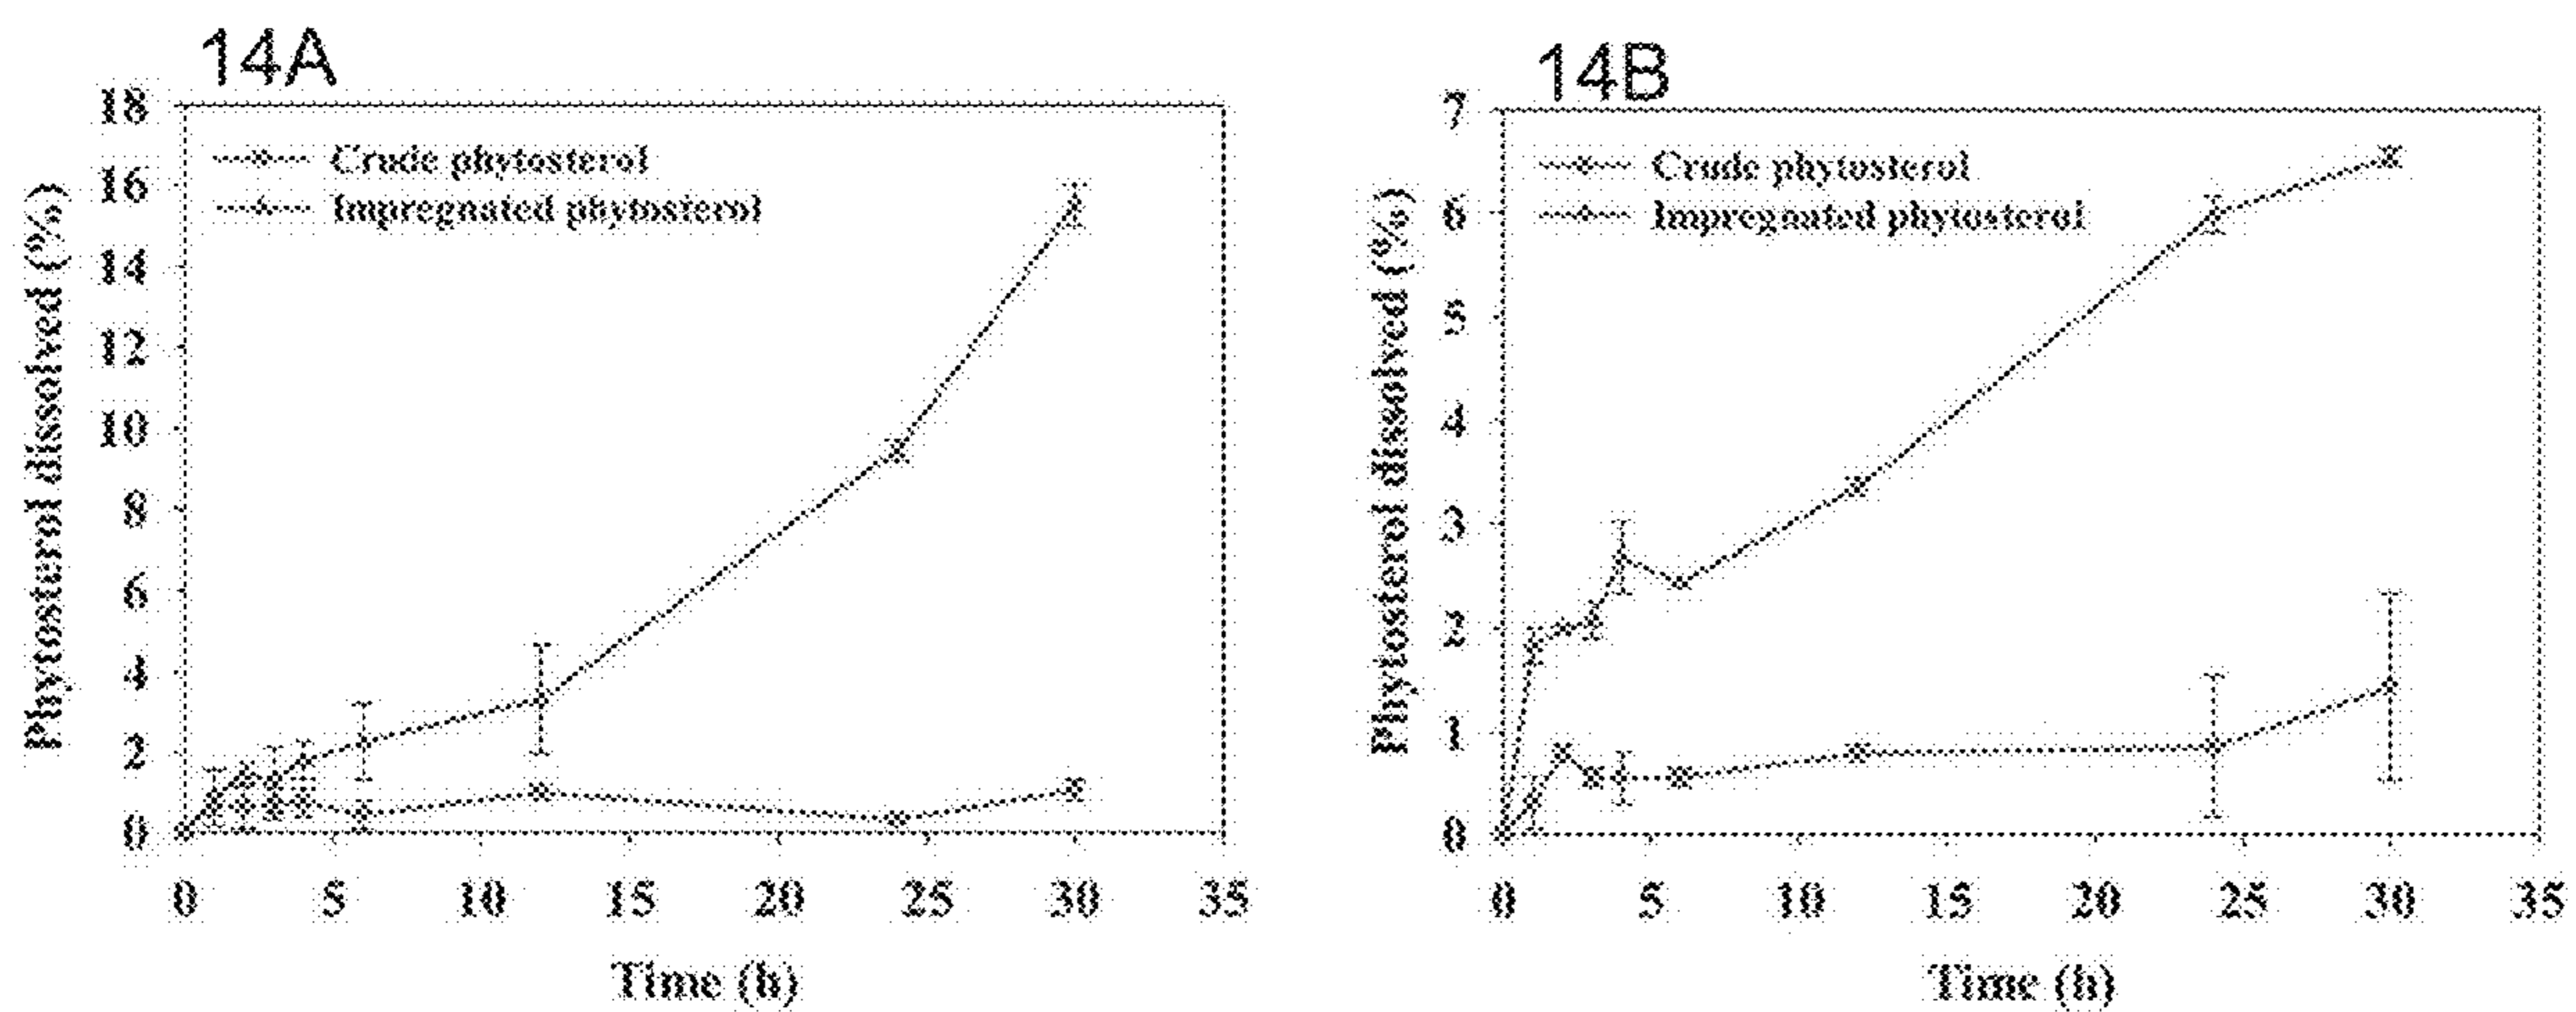 14A
18
16
14
12
10
8
6
4
2
0
Phytosterol dissolved (%)
Crude phytosterol
Impregnated phytosterol
0 5 10 15 20 25 30 35
Time (h)
14B
7
6
5
4
3
2
1
0
Phytosterol dissolved (%)
Crude phytosterol
Impregnated phytosterol
0 5 10 15 20 25 30 35
Time (h)